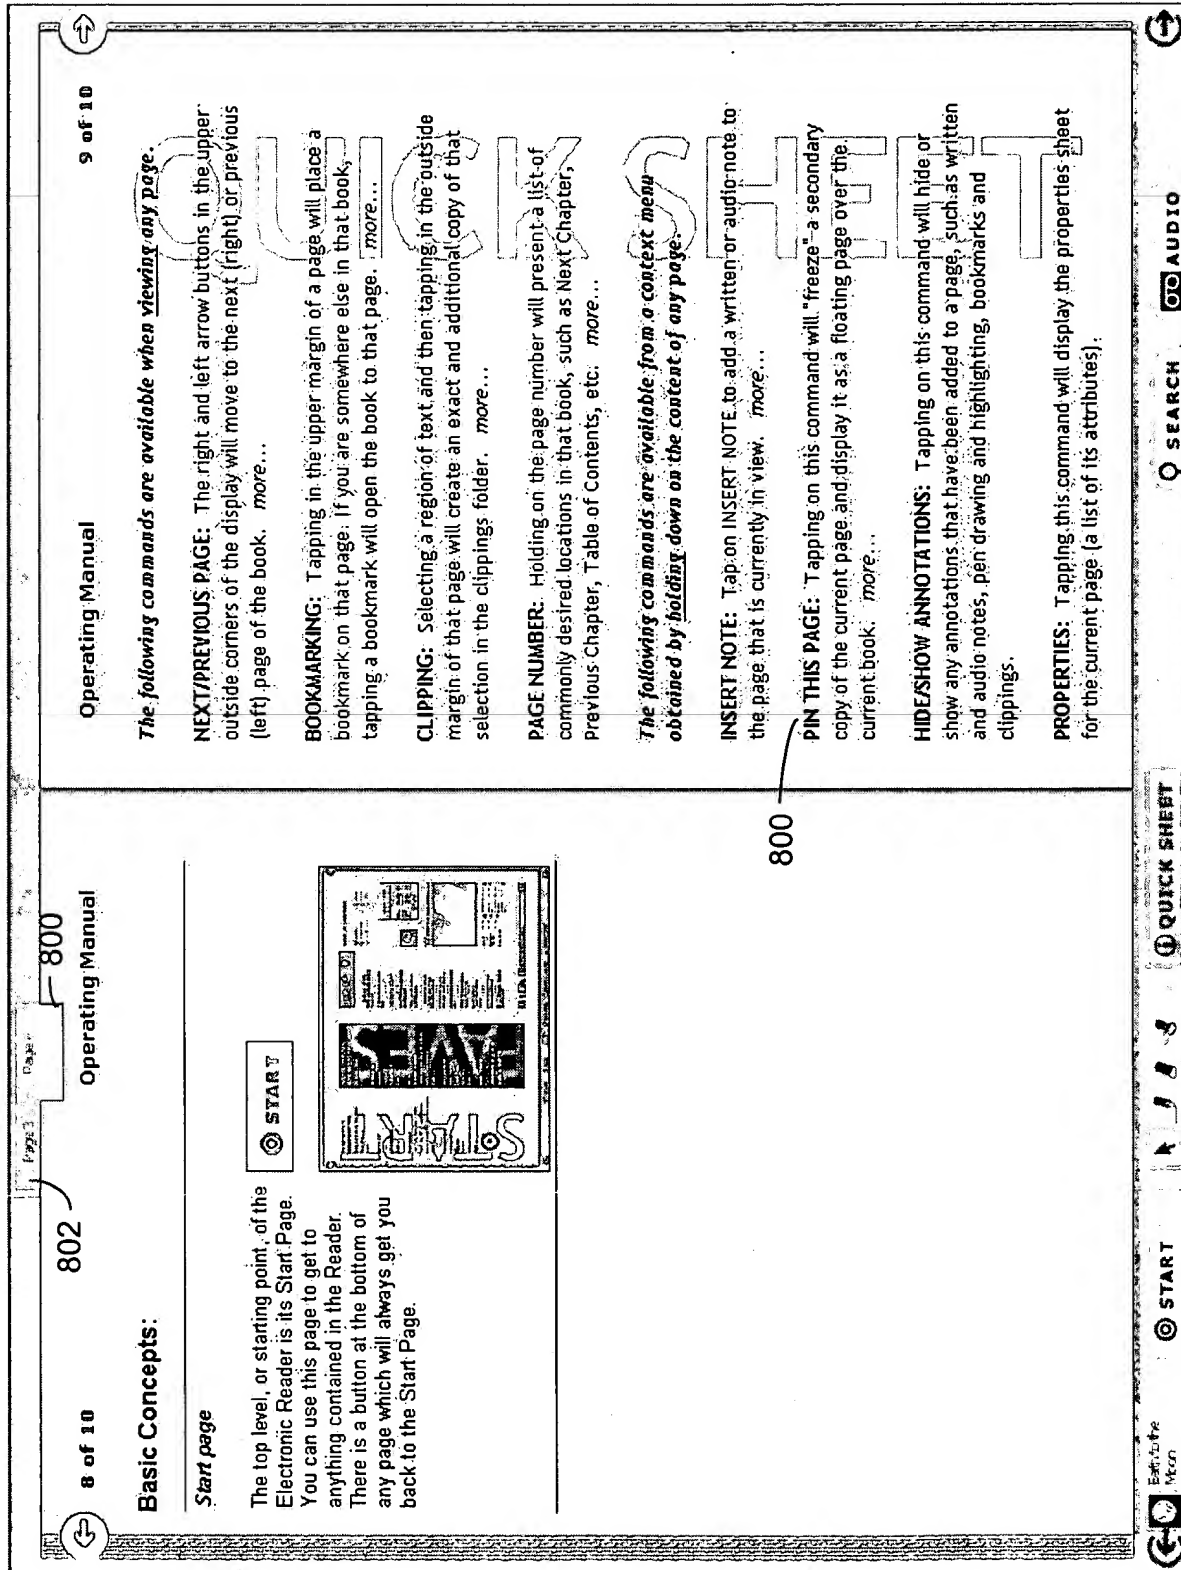 Page 3
802
800
8 of 10
Operating Manual
Basic Concepts:
Start page
The top level, or starting point, of the
Electronic Reader is its Start Page.
You can use this page to get to
anything contained in the Reader.
There is a button at the bottom of
any page which will always get you
back to the Start Page.
START
START
Operating Manual
9 of 10
QUICK SHEET
The following commands are available when viewing any page.
NEXT/PREVIOUS PAGE: The right and left arrow buttons in the upper
outside corners of the display will move to the next (right) or previous
(left) page of the book. more...
BOOKMARKING: Tapping in the upper margin of a page will place a
bookmark on that page. If you are somewhere else in that book,
tapping a bookmark will open the book to that page. more...
CLIPPING: Selecting a region of text and then tapping in the outside
margin of that page will create an exact and additional copy of that
selection in the clippings folder. more...
PAGE NUMBER: Holding on the page number will present a list of
commonly desired locations in that book, such as Next Chapter,
Previous Chapter, Table of Contents, etc. more...
The following commands are available from a context menu
obtained by holding down on the content of any page.
INSERT NOTE: Tap on INSERT NOTE to add a written or audio note to
the page that is currently in view. more...
800
PIN THIS PAGE: Tapping on this command will "freeze" a secondary
copy of the current page and display it as a floating page over the
current book. more...
HIDE/SHOW ANNOTATIONS: Tapping on this command will hide or
show any annotations that have been added to a page, such as written
and audio notes, pen drawing and highlighting, bookmarks and
clippings.
PROPERTIES: Tapping this command will display the properties sheet
for the current page (a list of its attributes).
Earth to the
Moon
START
QUICK SHEET
SEARCH
AUDIO